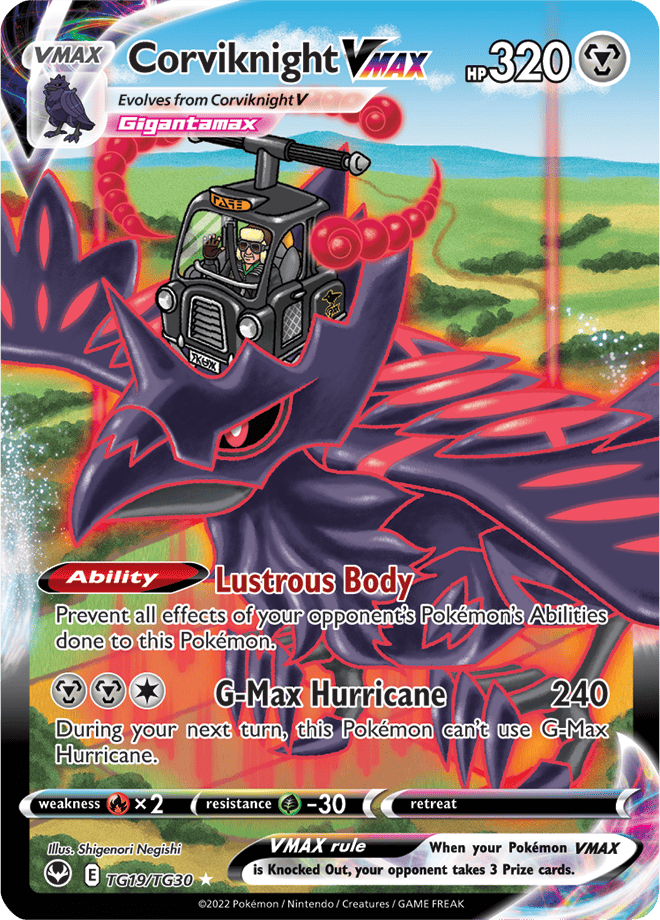 VMAX
Corviknight VMAX
HP 320
Evolves from Corviknight V
Gigantamax
Ability
Lustrous Body
Prevent all effects of your opponent's Pokémon's Abilities
done to this Pokémon.
G-Max Hurricane 240
During your next turn, this Pokémon can't use G-Max
Hurricane.
weakness ×2 resistance -30 retreat
Illus. Shigenori Negishi
VMAX rule When your Pokémon VMAX
is Knocked Out, your opponent takes 3 Prize cards.
E TG19/TG30 ★
©2022 Pokémon / Nintendo / Creatures / GAME FREAK